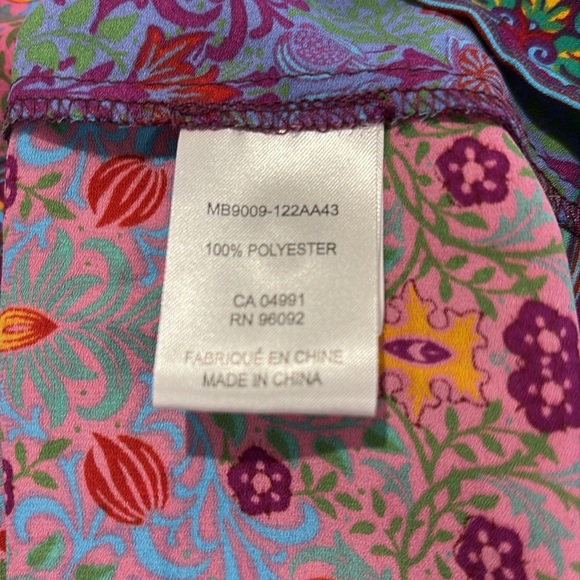 MB9009-122AA43
100% POLYESTER
CA 04991
RN 96092
FABRIQUÉ EN CHINE
MADE IN CHINA